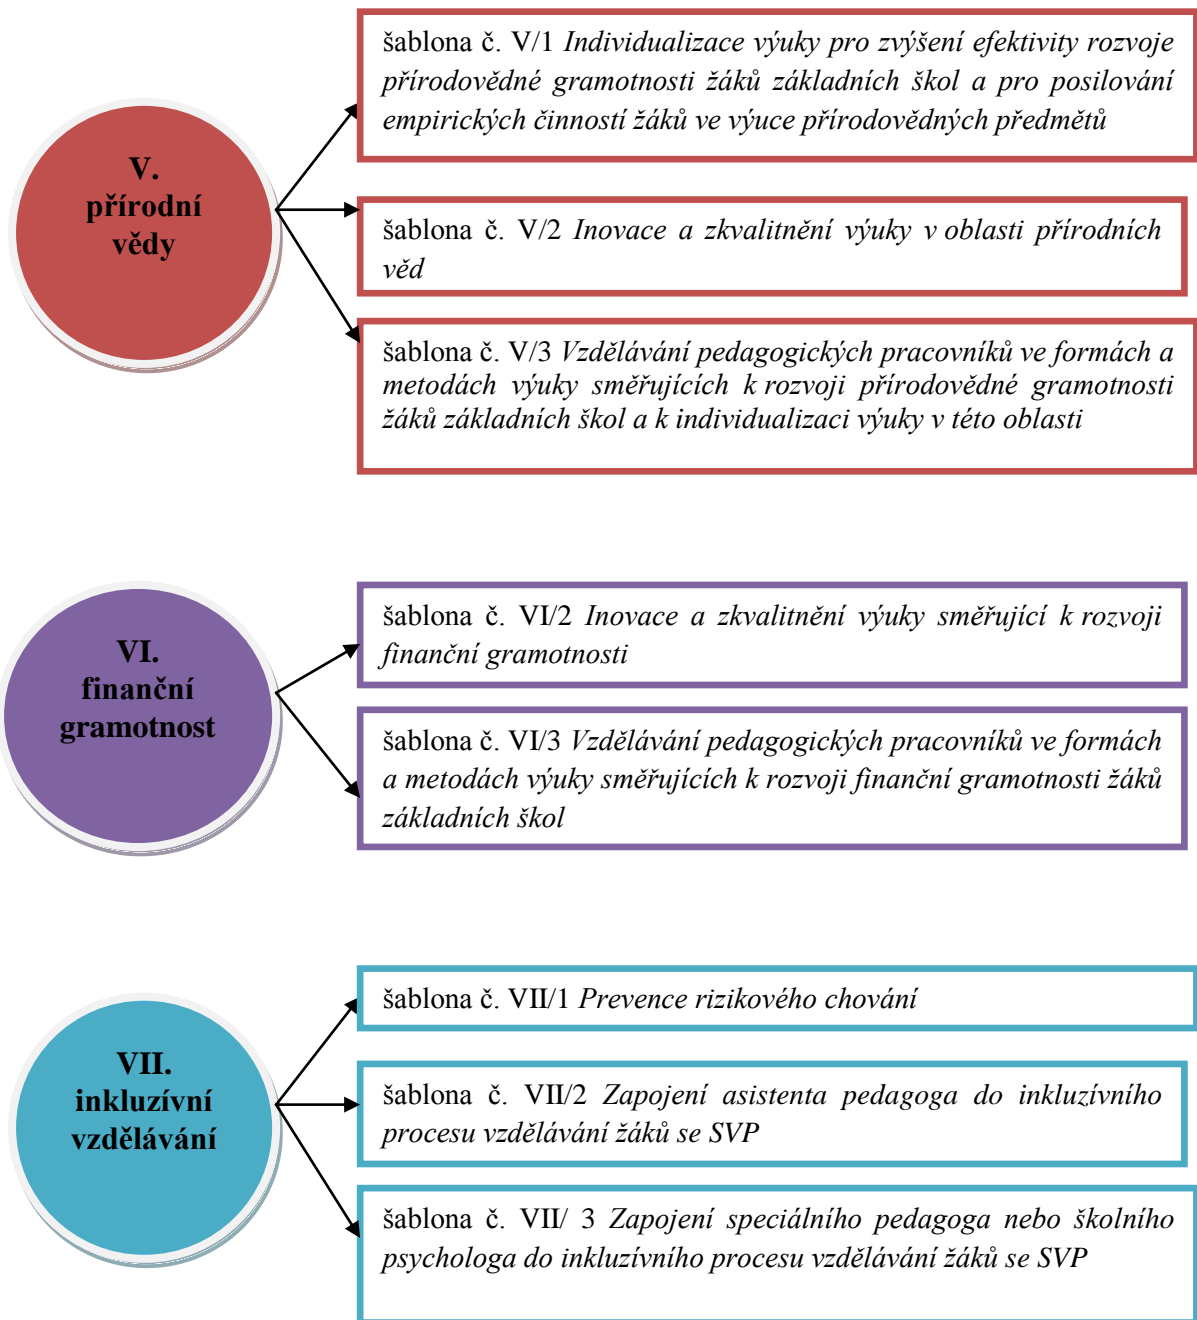 V.
přírodní
vědy
šablona č. V/1 Individualizace výuky pro zvýšení efektivity rozvoje
přírodovědné gramotnosti žáků základních škol a pro posilování
empirických činností žáků ve výuce přírodovědných předmětů
šablona č. V/2 Inovace a zkvalitnění výuky v oblasti přírodních
věd
šablona č. V/3 Vzdělávání pedagogických pracovníků ve formách a
metodách výuky směřujících k rozvoji přírodovědné gramotnosti
žáků základních škol a k individualizaci výuky v této oblasti
VI.
finanční
gramotnost
šablona č. VI/2 Inovace a zkvalitnění výuky směřující k rozvoji
finanční gramotnosti
šablona č. VI/3 Vzdělávání pedagogických pracovníků ve formách
a metodách výuky směřujících k rozvoji finanční gramotnosti žáků
základních škol
VII.
inkluzívní
vzdělávání
šablona č. VII/1 Prevence rizikového chování
šablona č. VII/2 Zapojení asistenta pedagoga do inkluzívního
procesu vzdělávání žáků se SVP
šablona č. VII/ 3 Zapojení speciálního pedagoga nebo školního
psychologa do inkluzívního procesu vzdělávání žáků se SVP